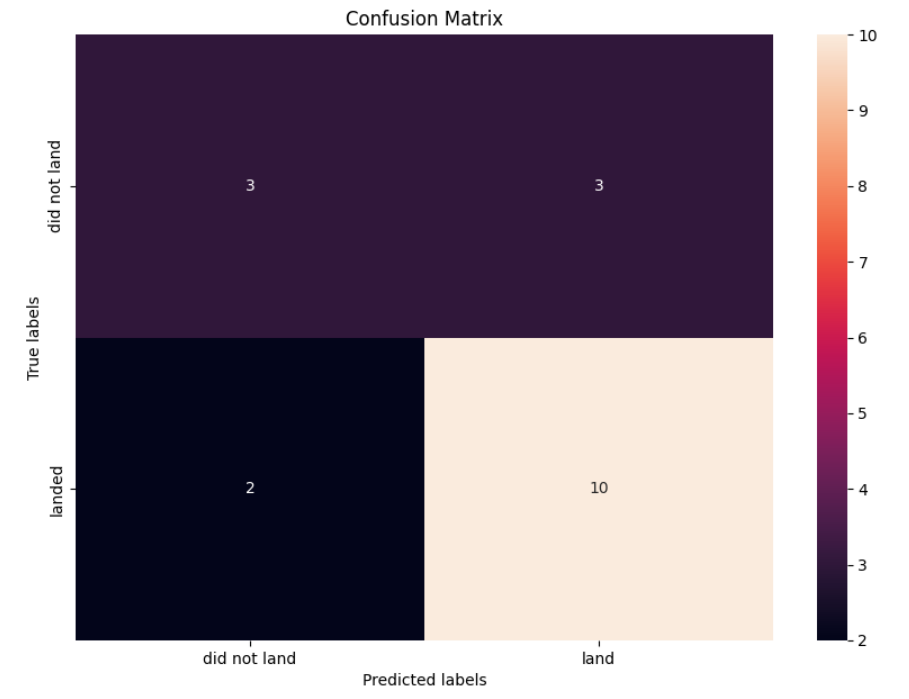 Confusion Matrix
True labels
did not land
landed
3
3
2
10
did not land
land
Predicted labels
10
9
8
7
6
5
4
3
2